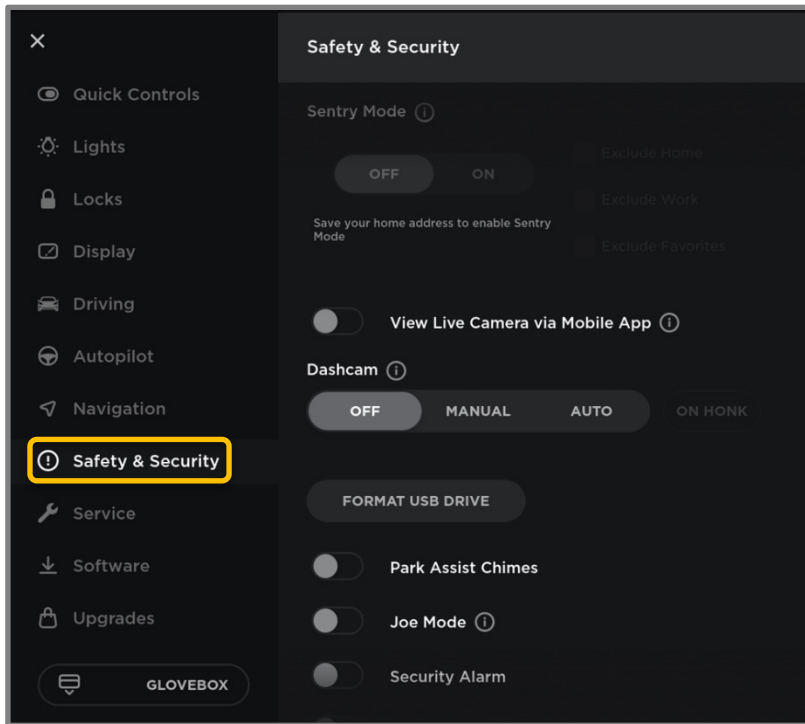 Safety & Security
Quick Controls
Lights
Locks
Display
Driving
Autopilot
Navigation
Safety & Security
Service
Software
Upgrades
GLOVEBOX
Sentry Mode
OFF ON
Exclude Home
Exclude Work
Exclude Favorites
Save your home address to enable Sentry
Mode
View Live Camera via Mobile App
Dashcam
OFF MANUAL AUTO ON HONK
FORMAT USB DRIVE
Park Assist Chimes
Joe Mode
Security Alarm